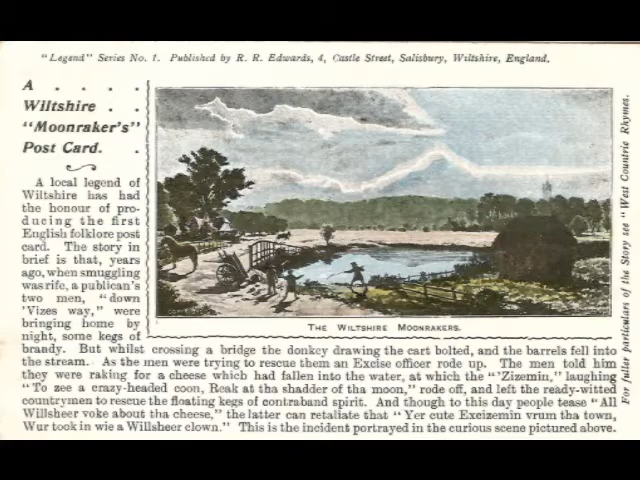 "Legend" Series No. 1. Published by R. R. Edwards, 4, Castle Street, Salisbury, Wiltshire, England.
A . . . .
Wiltshire . .
"Moonraker's"
Post Card. .
A local legend of
Wiltshire has had
the honour of pro-
ducing the first
English folklore post
card. The story in
brief is that, years
ago, when smuggling
was rife, a publican's
two men, "down
'Vizes way," were
bringing home by
night, some kegs of
brandy. But whilst crossing a bridge the donkey drawing the cart bolted, and the barrels fell into
the stream. As the men were trying to rescue them an Excise officer rode up. The men told him
they were raking for a cheese which had fallen into the water, at which the "'Zizemin," laughing
"To zee a crazy-headed coon, Reak at tha shadder of tha moon," rode off, and left the ready-witted
countrymen to rescue the floating kegs of contraband spirit. And though to this day people tease "All
Willsheer voke about tha cheese," the latter can retaliate that "Yer cute Excizemin vrum tha town,
Wur took in wie a Willsheer clown." This is the incident portrayed in the curious scene pictured above.
THE WILTSHIRE MOONRAKERS.
For fuller particulars of the Story see "West Countrie Rhymes.